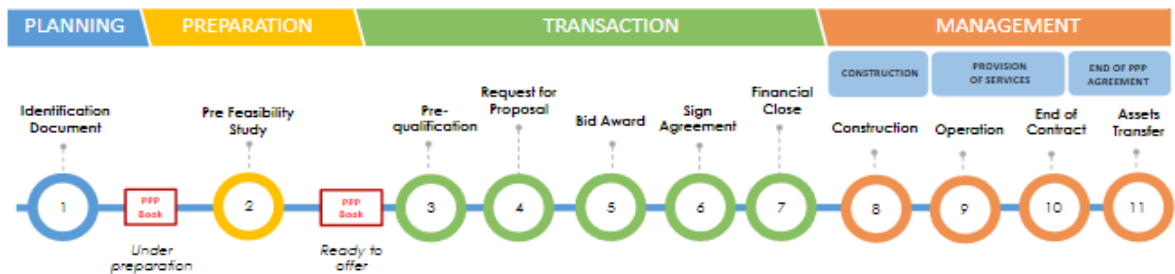 PLANNING
PREPARATION
TRANSACTION
MANAGEMENT
CONSTRUCTION
PROVISION
OF SERVICES
END OF PPP
AGREEMENT
Identification
Document
Pre Feasibility
Study
Pre-
qualification
Request for
Proposal
Bid Award
Sign
Agreement
Financial
Close
Construction
Operation
End of
Contract
Assets
Transfer
1
PPP
Book
2
PPP
Book
3
4
5
6
7
8
9
10
11
Under
preparation
Ready to
offer